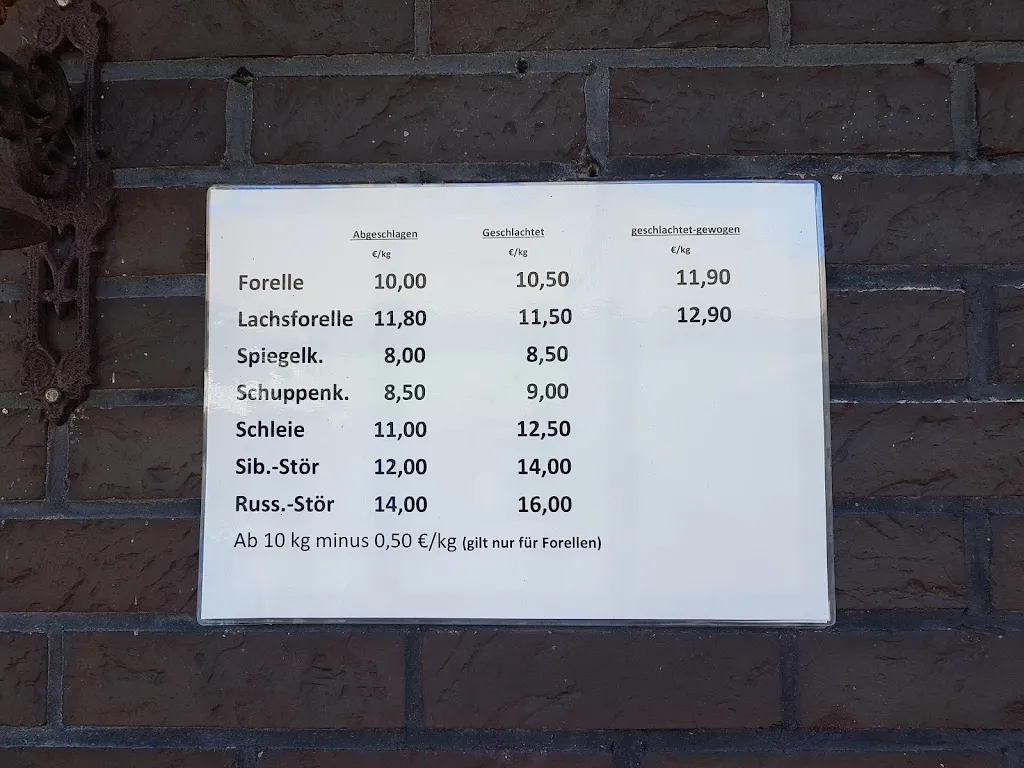 Abgeschlagen Geschlachtet geschlachtet-gewogen
€/kg €/kg €/kg
Forelle 10,00 10,50 11,90
Lachsforelle 11,80 11,50 12,90
Spiegelk. 8,00 8,50
Schuppenk. 8,50 9,00
Schleie 11,00 12,50
Sib.-Stör 12,00 14,00
Russ.-Stör 14,00 16,00
Ab 10 kg minus 0,50 €/kg (gilt nur für Forellen)